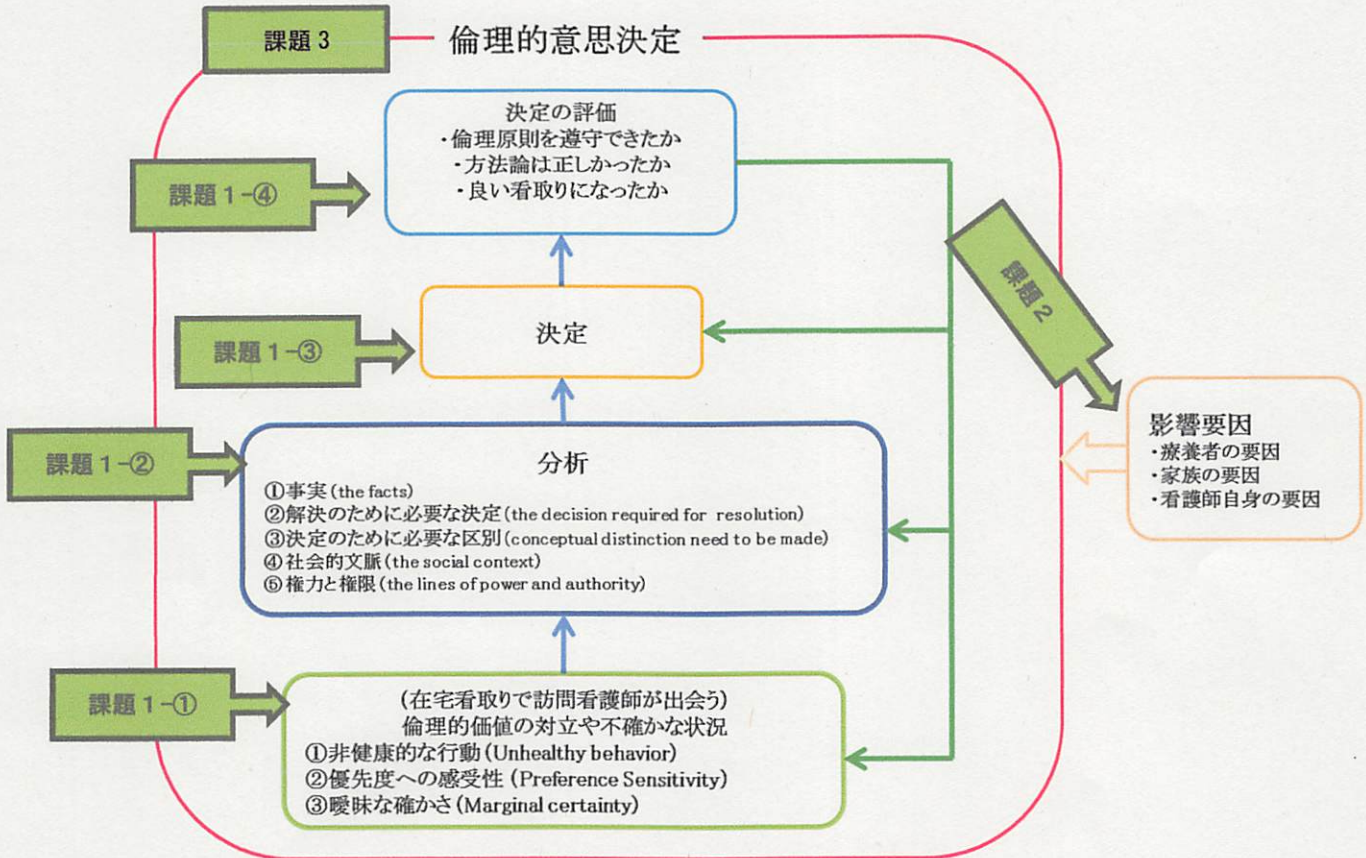 課題3
倫理的意思決定
決定の評価
・倫理原則を遵守できたか
・方法論は正しかったか
・良い看取りになったか
課題1-④
課題2
決定
課題1-③
影響要因
・療養者の要因
・家族の要因
・看護師自身の要因
課題1-②
分析
①事実(the facts)
②解決のために必要な決定(the decision required for resolution)
③決定のために必要な区別(conceptual distinction need to be made)
④社会的文脈(the social context)
⑤権力と権限(the lines of power and authority)
課題1-①
(在宅看取りで訪問看護師が出会う)
倫理的価値の対立や不確かな状況
①非健康的な行動(Unhealthy behavior)
②優先度への感受性(Preference Sensitivity)
③曖昧な確かさ(Marginal certainty)